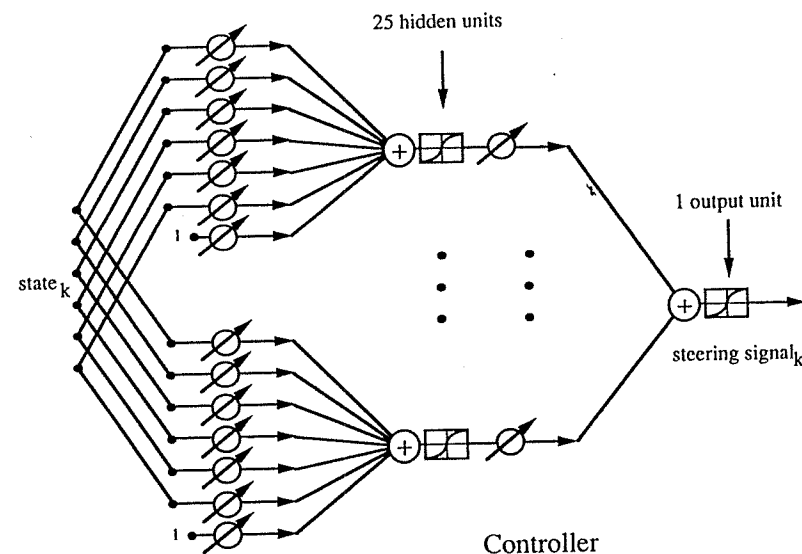 25 hidden units
1 output unit
1
state k
steering signal k
1
Controller